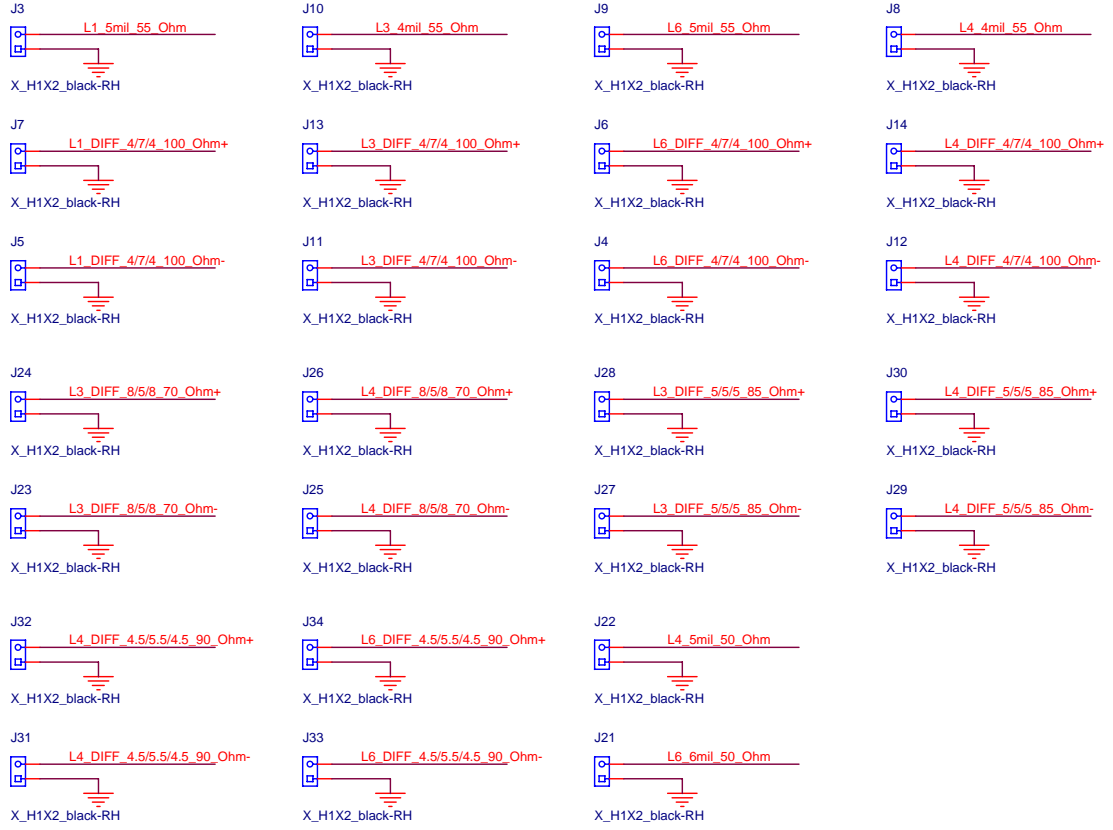 J3 J10 J9 J8
L1_5mil_55_Ohm L3_4mil_55_Ohm L6_5mil_55_Ohm L4_4mil_55_Ohm
X_H1X2_black-RH X_H1X2_black-RH X_H1X2_black-RH X_H1X2_black-RH
J7 J13 J6 J14
L1_DIFF_4/7/4_100_Ohm+ L3_DIFF_4/7/4_100_Ohm+ L6_DIFF_4/7/4_100_Ohm+ L4_DIFF_4/7/4_100_Ohm+
X_H1X2_black-RH X_H1X2_black-RH X_H1X2_black-RH X_H1X2_black-RH
J5 J11 J4 J12
L1_DIFF_4/7/4_100_Ohm- L3_DIFF_4/7/4_100_Ohm- L6_DIFF_4/7/4_100_Ohm- L4_DIFF_4/7/4_100_Ohm-
X_H1X2_black-RH X_H1X2_black-RH X_H1X2_black-RH X_H1X2_black-RH
J24 J26 J28 J30
L3_DIFF_8/5/8_70_Ohm+ L4_DIFF_8/5/8_70_Ohm+ L3_DIFF_5/5/5_85_Ohm+ L4_DIFF_5/5/5_85_Ohm+
X_H1X2_black-RH X_H1X2_black-RH X_H1X2_black-RH X_H1X2_black-RH
J23 J25 J27 J29
L3_DIFF_8/5/8_70_Ohm- L4_DIFF_8/5/8_70_Ohm- L3_DIFF_5/5/5_85_Ohm- L4_DIFF_5/5/5_85_Ohm-
X_H1X2_black-RH X_H1X2_black-RH X_H1X2_black-RH X_H1X2_black-RH
J32 J34 J22
L4_DIFF_4.5/5.5/4.5_90_Ohm+ L6_DIFF_4.5/5.5/4.5_90_Ohm+ L4_5mil_50_Ohm
X_H1X2_black-RH X_H1X2_black-RH X_H1X2_black-RH
J31 J33 J21
L4_DIFF_4.5/5.5/4.5_90_Ohm- L6_DIFF_4.5/5.5/4.5_90_Ohm- L6_6mil_50_Ohm
X_H1X2_black-RH X_H1X2_black-RH X_H1X2_black-RH